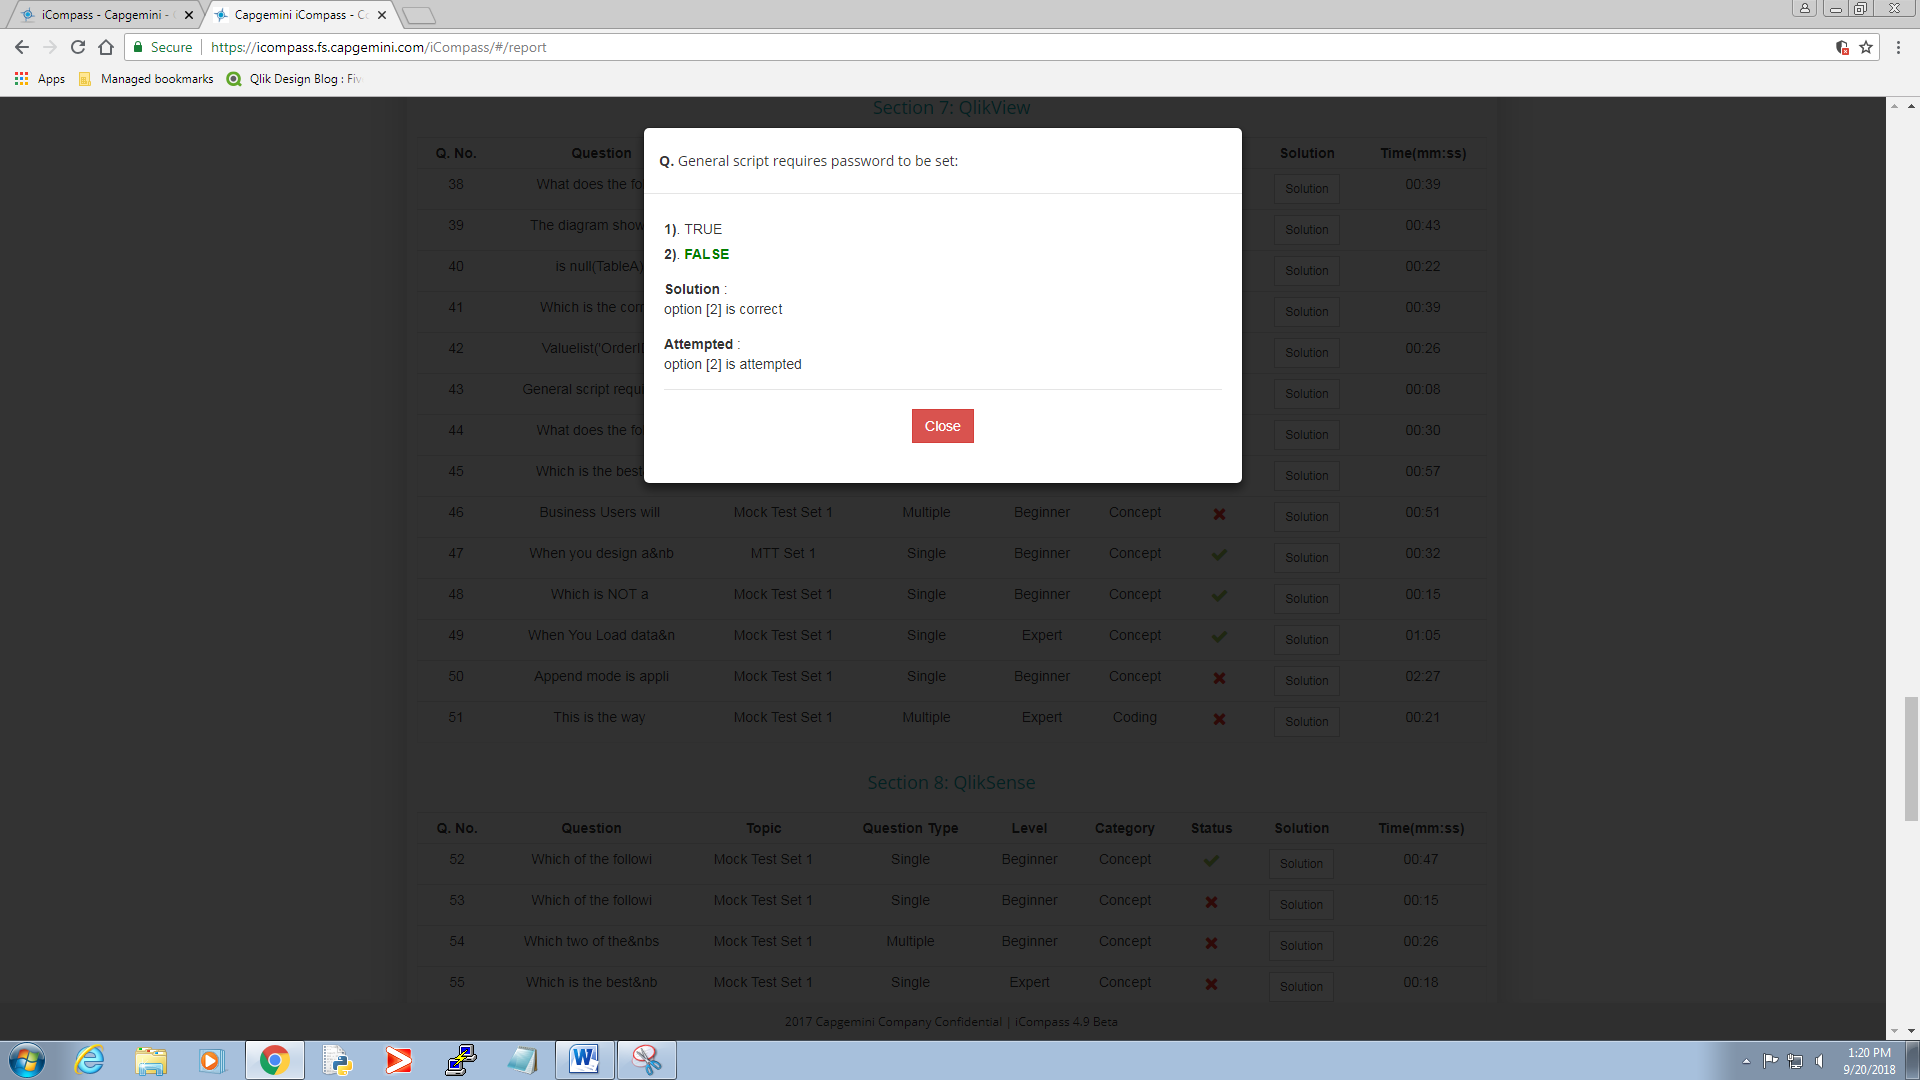 iCompass - Capgemini -
Capgemini iCompass - C
Secure
https://icompass.fs.capgemini.com/iCompass/#/report
Apps
Managed bookmarks
Qlik Design Blog : Fiv
Section 7: QlikView
Q. No. Question Solution Time(mm:ss)
Q. General script requires password to be set:
1). TRUE
2). FALSE
Solution :
option [2] is correct
Attempted :
option [2] is attempted
Close
38 What does the fo Solution 00:39
39 The diagram show Solution 00:43
40 is null(TableA) Solution 00:22
41 Which is the corr Solution 00:39
42 Valuelist('OrderI Solution 00:26
43 General script requi Solution 00:08
44 What does the fo Solution 00:30
45 Which is the best Solution 00:57
46 Business Users will Mock Test Set 1 Multiple Beginner Concept Solution 00:51
47 When you design a&nb MTT Set 1 Single Beginner Concept Solution 00:32
48 Which is NOT a Mock Test Set 1 Single Beginner Concept Solution 00:15
49 When You Load data&n Mock Test Set 1 Single Expert Concept Solution 01:05
50 Append mode is appli Mock Test Set 1 Single Beginner Concept Solution 02:27
51 This is the way Mock Test Set 1 Multiple Expert Coding Solution 00:21
Section 8: QlikSense
Q. No. Question Topic Question Type Level Category Status Solution Time(mm:ss)
52 Which of the followi Mock Test Set 1 Single Beginner Concept Solution 00:47
53 Which of the followi Mock Test Set 1 Single Beginner Concept Solution 00:15
54 Which two of the&nbs Mock Test Set 1 Multiple Beginner Concept Solution 00:26
55 Which is the best&nb Mock Test Set 1 Single Expert Concept Solution 00:18
2017 Capgemini Company Confidential | iCompass 4.9 Beta
1:20 PM
9/20/2018